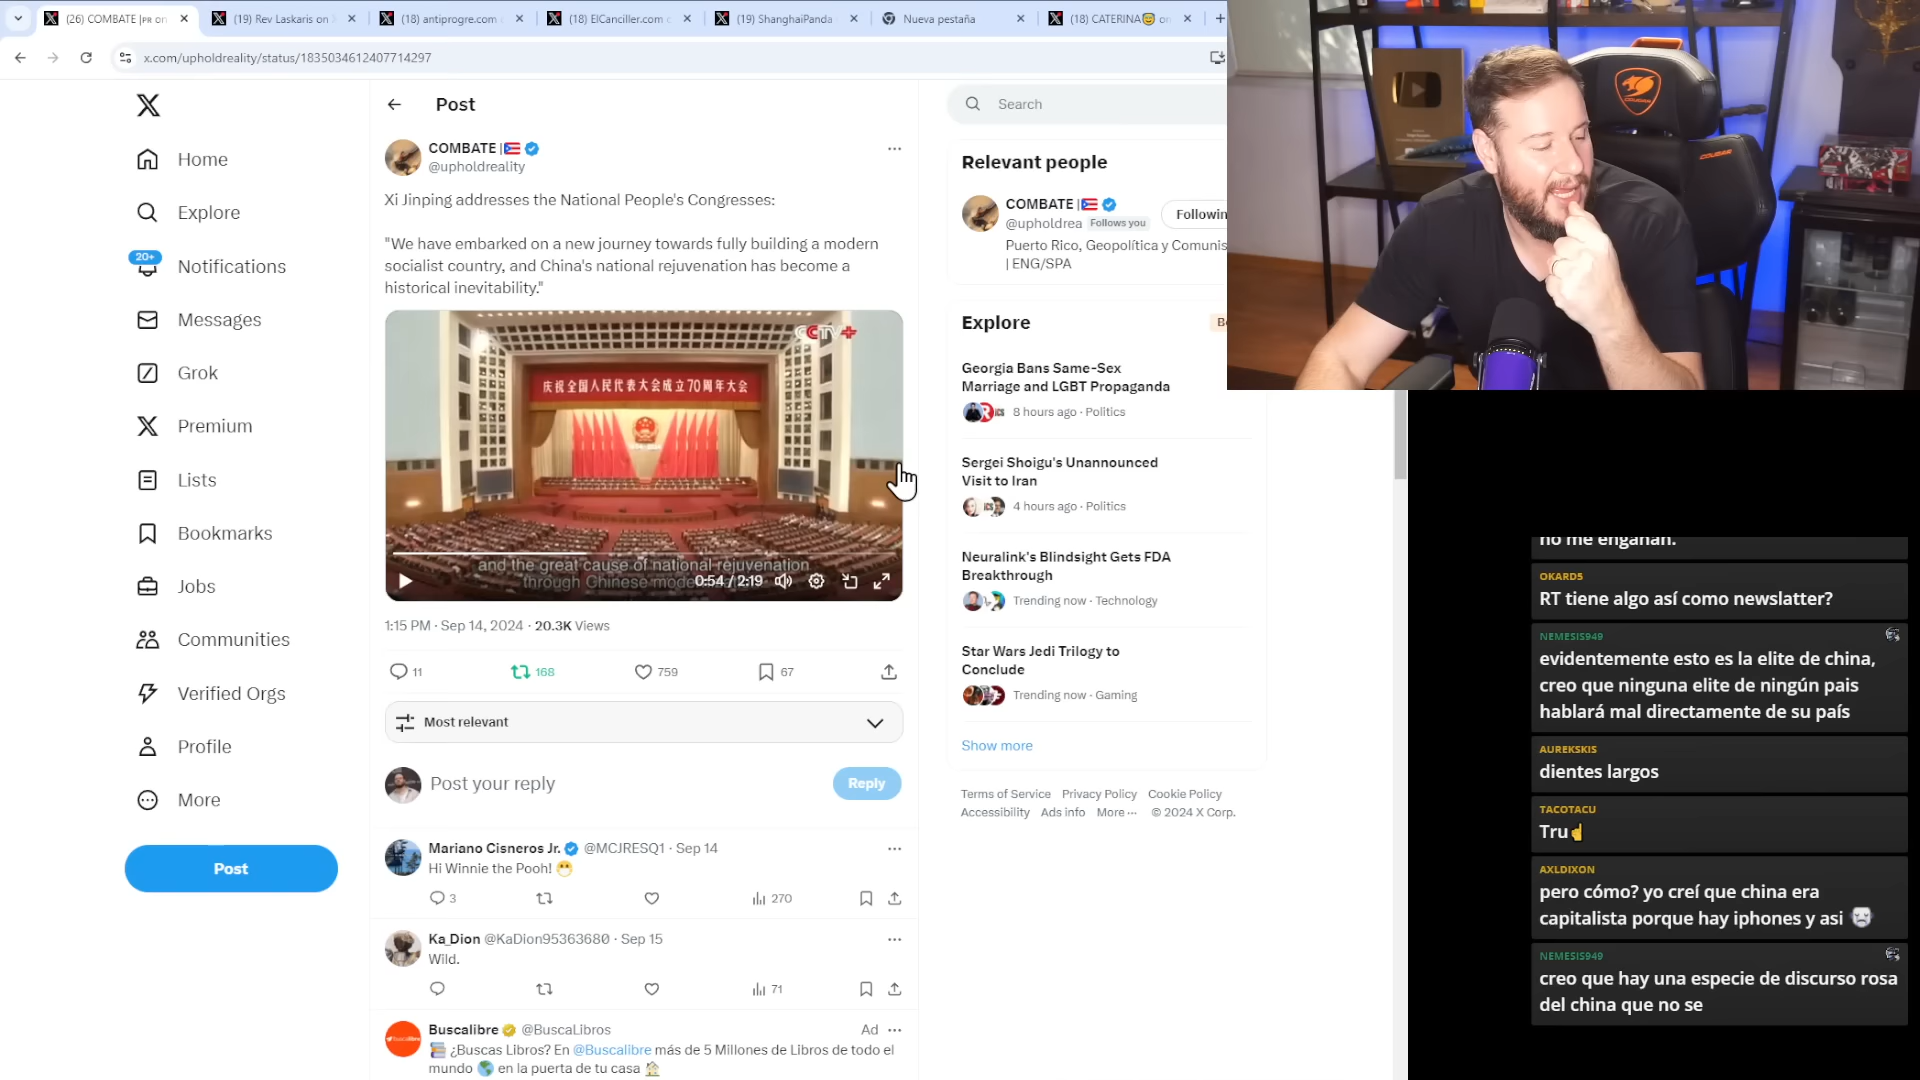 (26) COMBATE |PR on
(19) Rev Laskaris on
(18) antiprogre.com
(18) ElCanciller.com
(19) ShanghaiPanda
Nueva pestaña
(18) CATERINA😇 on
x.com/upholdreality/status/1835034612407714297
Home
Explore
20+
Notifications
Messages
Grok
Premium
Lists
Bookmarks
Jobs
Communities
Verified Orgs
Profile
More
Post
Post
COMBATE |🇵🇷
@upholdreality
Xi Jinping addresses the National People's Congresses:
"We have embarked on a new journey towards fully building a modern
socialist country, and China's national rejuvenation has become a
historical inevitability."
CCTV+
庆祝全国人民代表大会成立70周年大会
and the great cause of national rejuvenation
through Chinese mode
0:54 / 2:19
1:15 PM · Sep 14, 2024 · 20.3K Views
11
168
759
67
Most relevant
Post your reply
Reply
Mariano Cisneros Jr. @MCJRESQ1 · Sep 14
Hi Winnie the Pooh! 😷
3
270
Ka_Dion @KaDion95363680 · Sep 15
Wild.
71
Buscalibre @BuscaLibros
Ad
📚 ¿Buscas Libros? En @Buscalibre más de 5 Millones de Libros de todo el
mundo 🌎 en la puerta de tu casa 🏠
Search
Relevant people
COMBATE |🇵🇷
@upholdrea Follows you
Followin
Puerto Rico, Geopolítica y Comunis
| ENG/SPA
Explore
Be
Georgia Bans Same-Sex
Marriage and LGBT Propaganda
8 hours ago · Politics
Sergei Shoigu's Unannounced
Visit to Iran
4 hours ago · Politics
Neuralink's Blindsight Gets FDA
Breakthrough
Trending now · Technology
Star Wars Jedi Trilogy to
Conclude
Trending now · Gaming
Show more
Terms of Service Privacy Policy Cookie Policy
Accessibility Ads info More ··· © 2024 X Corp.
COUGAR
COUGAR
no me engañan.
OKARD5
RT tiene algo así como newslatter?
NEMESIS949
evidentemente esto es la elite de china,
creo que ninguna elite de ningún pais
hablará mal directamente de su país
AUREKSKIS
dientes largos
TACOTACU
Tru☝
AXLDIXON
pero cómo? yo creí que china era
capitalista porque hay iphones y asi
NEMESIS949
creo que hay una especie de discurso rosa
del china que no se